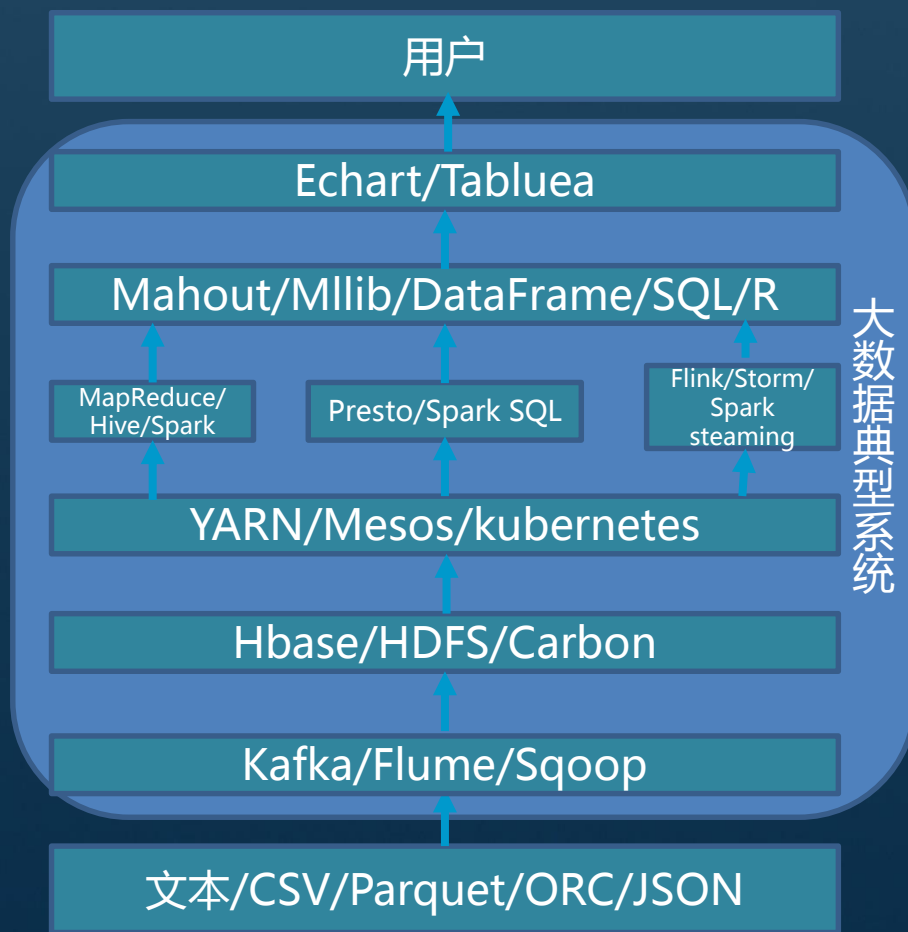 用户
Echart/Tabluea
Mahout/Mllib/DataFrame/SQL/R
MapReduce/
Hive/Spark
Presto/Spark SQL
Flink/Storm/
Spark
steaming
YARN/Mesos/kubernetes
Hbase/HDFS/Carbon
Kafka/Flume/Sqoop
文本/CSV/Parquet/ORC/JSON
大数据典型系统